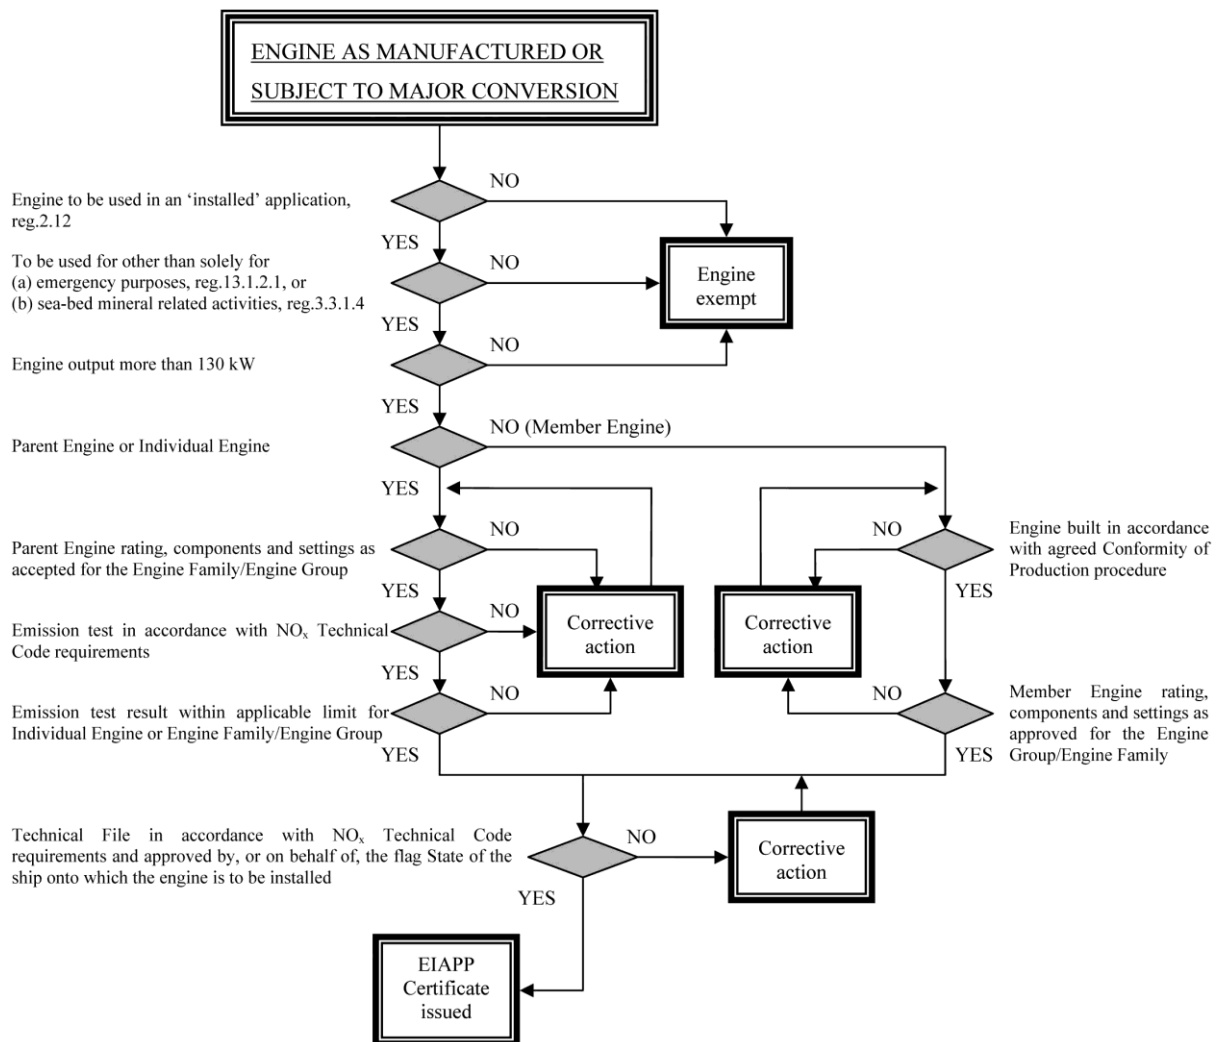 ENGINE AS MANUFACTURED OR
SUBJECT TO MAJOR CONVERSION
NO
Engine to be used in an ‘installed’ application,
reg.2.12
YES
To be used for other than solely for
(a) emergency purposes, reg.13.1.2.1, or
(b) sea-bed mineral related activities, reg.3.3.1.4
NO
Engine
exempt
YES
NO
Engine output more than 130 kW
YES
NO (Member Engine)
Parent Engine or Individual Engine
YES
NO
Parent Engine rating, components and settings as
accepted for the Engine Family/Engine Group
NO
Engine built in accordance
with agreed Conformity of
Production procedure
YES
YES
NO
Emission test in accordance with NOx Technical
Code requirements
Corrective
action
Corrective
action
YES
NO
Emission test result within applicable limit for
Individual Engine or Engine Family/Engine Group
YES
NO
Member Engine rating,
components and settings as
approved for the Engine
Group/Engine Family
YES
Technical File in accordance with NOx Technical Code
requirements and approved by, or on behalf of, the flag State of the
ship onto which the engine is to be installed
NO
Corrective
action
YES
EIAPP
Certificate
issued